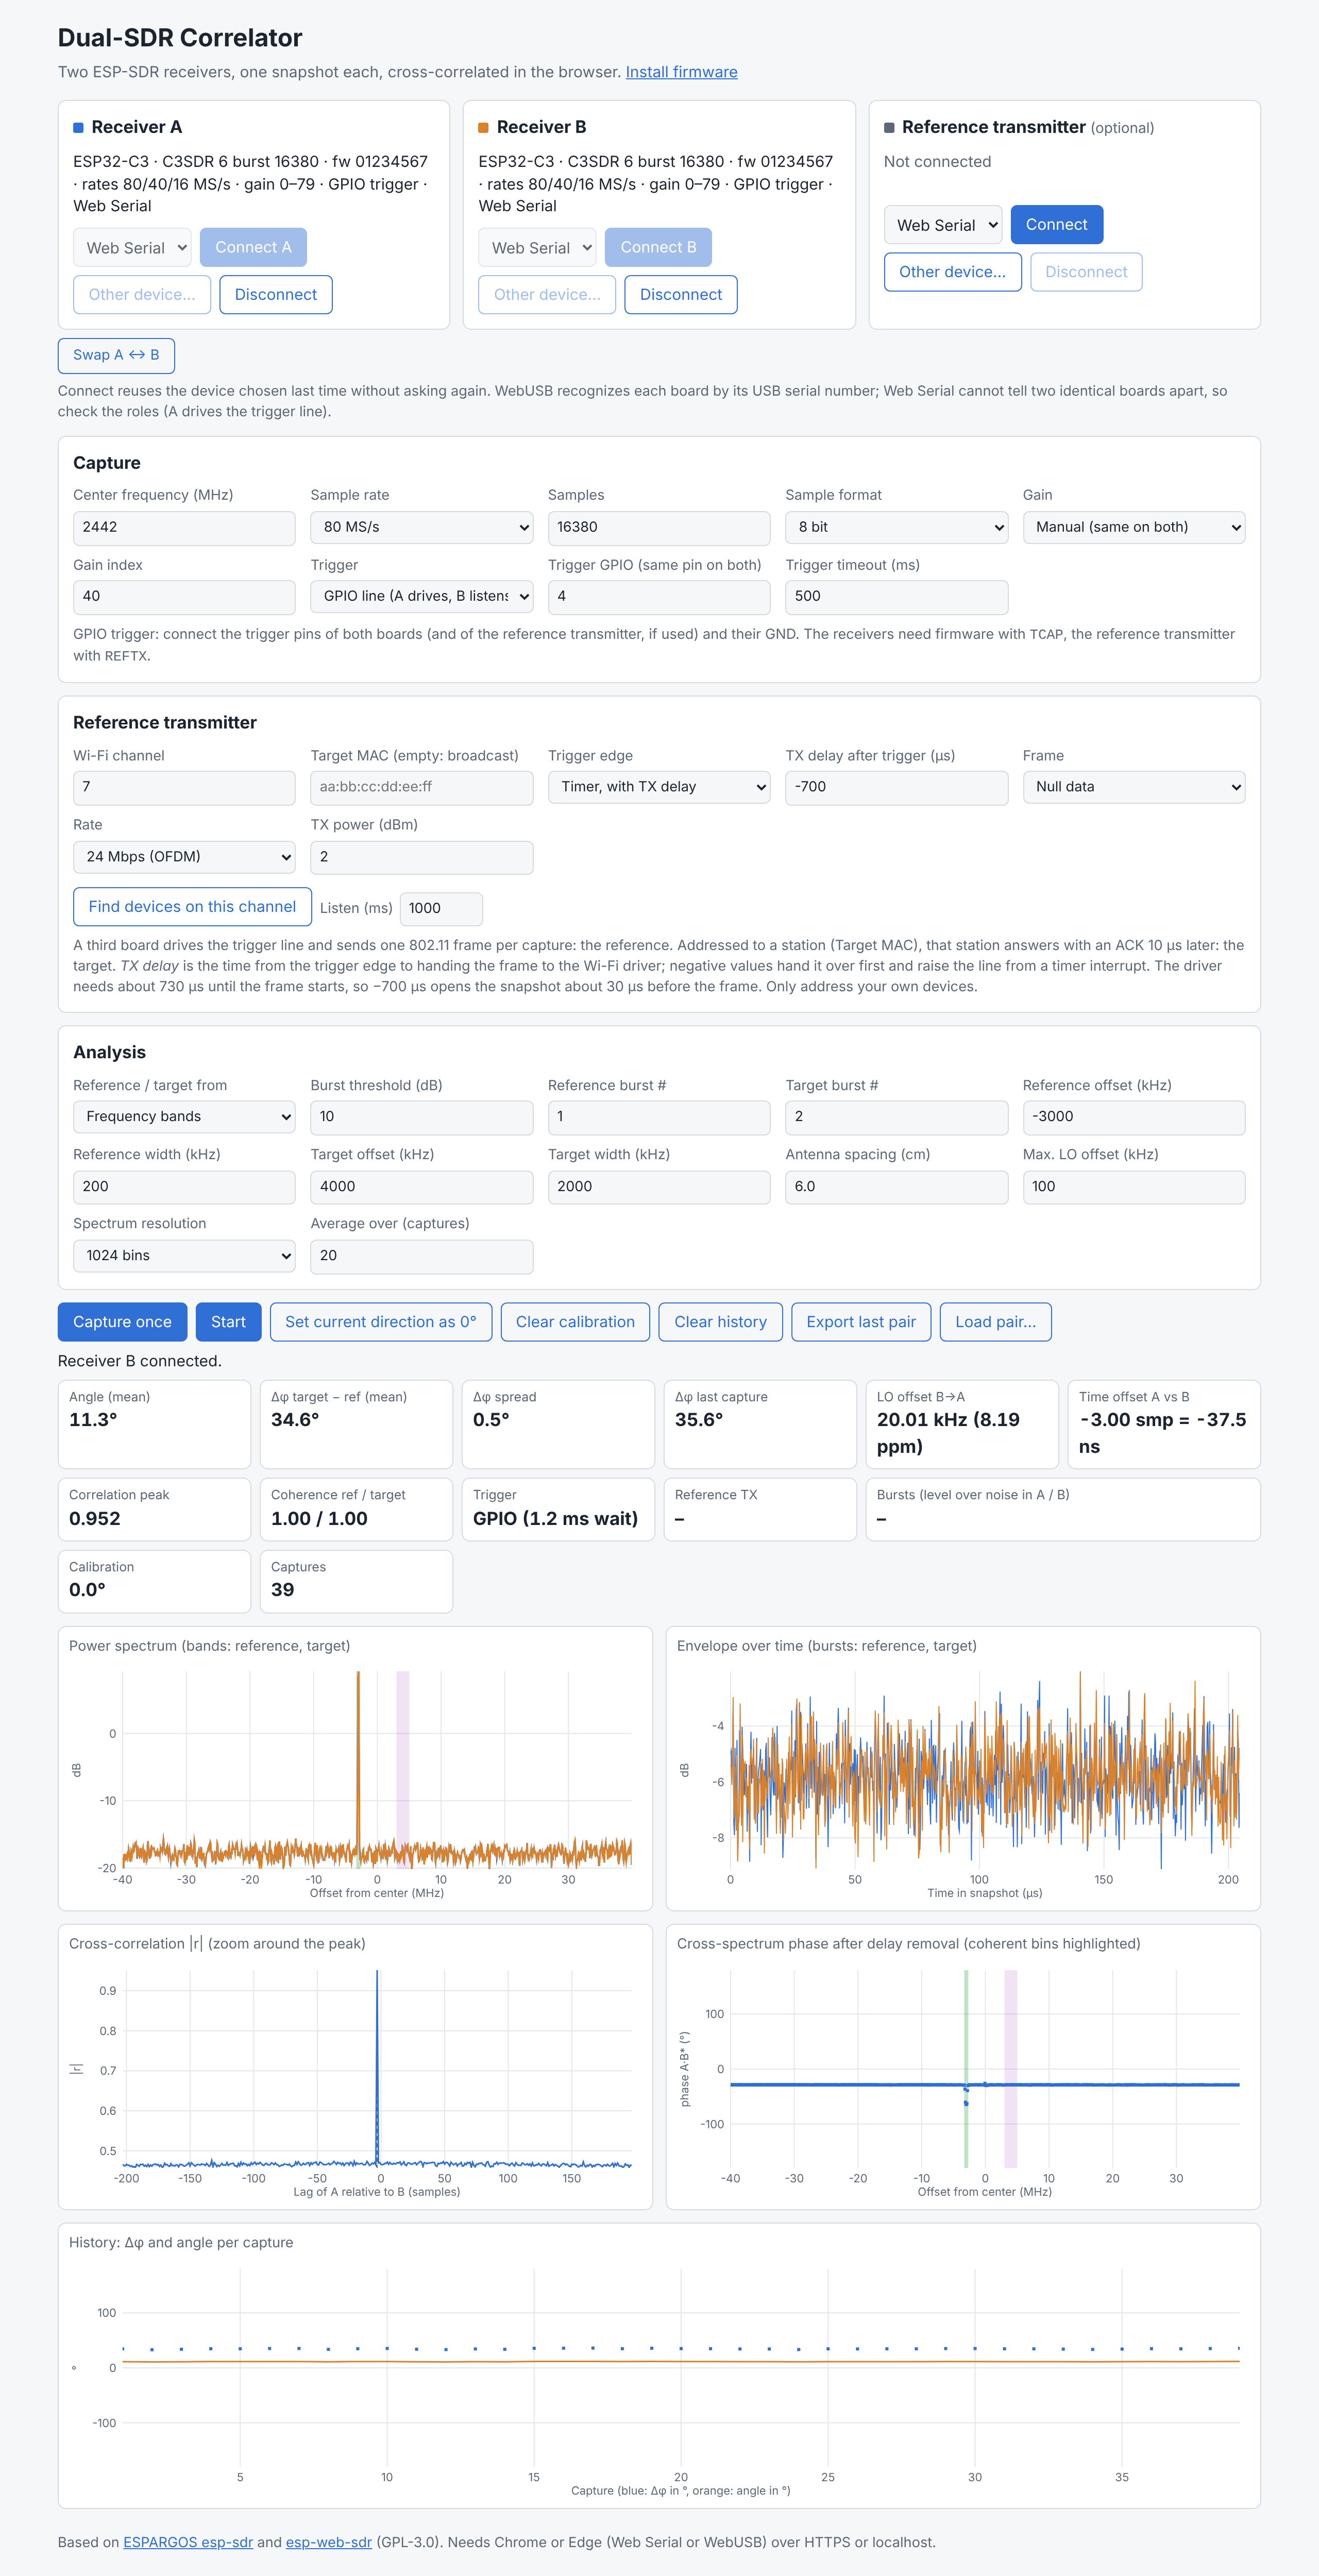 Dual-SDR Correlator
Two ESP-SDR receivers, one snapshot each, cross-correlated in the browser. Install firmware
Receiver A
ESP32-C3 · C3SDR 6 burst 16380 · fw 01234567
· rates 80/40/16 MS/s · gain 0–79 · GPIO trigger ·
Web Serial
Web Serial
Connect A
Other device...
Disconnect
Receiver B
ESP32-C3 · C3SDR 6 burst 16380 · fw 01234567
· rates 80/40/16 MS/s · gain 0–79 · GPIO trigger ·
Web Serial
Web Serial
Connect B
Other device...
Disconnect
Reference transmitter (optional)
Not connected
Web Serial
Connect
Other device...
Disconnect
Swap A ↔ B
Connect reuses the device chosen last time without asking again. WebUSB recognizes each board by its USB serial number; Web Serial cannot tell two identical boards apart, so
check the roles (A drives the trigger line).
Capture
Center frequency (MHz)
2442
Sample rate
80 MS/s
Samples
16380
Sample format
8 bit
Gain
Manual (same on both)
Gain index
40
Trigger
GPIO line (A drives, B listens
Trigger GPIO (same pin on both)
4
Trigger timeout (ms)
500
GPIO trigger: connect the trigger pins of both boards (and of the reference transmitter, if used) and their GND. The receivers need firmware with TCAP, the reference transmitter
with REFTX.
Reference transmitter
Wi-Fi channel
7
Target MAC (empty: broadcast)
aa:bb:cc:dd:ee:ff
Trigger edge
Timer, with TX delay
TX delay after trigger (µs)
-700
Frame
Null data
Rate
24 Mbps (OFDM)
TX power (dBm)
2
Find devices on this channel
Listen (ms)
1000
A third board drives the trigger line and sends one 802.11 frame per capture: the reference. Addressed to a station (Target MAC), that station answers with an ACK 10 µs later: the
target. TX delay is the time from the trigger edge to handing the frame to the Wi-Fi driver; negative values hand it over first and raise the line from a timer interrupt. The driver
needs about 730 µs until the frame starts, so −700 µs opens the snapshot about 30 µs before the frame. Only address your own devices.
Analysis
Reference / target from
Frequency bands
Burst threshold (dB)
10
Reference burst #
1
Target burst #
2
Reference offset (kHz)
-3000
Reference width (kHz)
200
Target offset (kHz)
4000
Target width (kHz)
2000
Antenna spacing (cm)
6.0
Max. LO offset (kHz)
100
Spectrum resolution
1024 bins
Average over (captures)
20
Capture once
Start
Set current direction as 0°
Clear calibration
Clear history
Export last pair
Load pair...
Receiver B connected.
Angle (mean)
11.3°
Δφ target − ref (mean)
34.6°
Δφ spread
0.5°
Δφ last capture
35.6°
LO offset B→A
20.01 kHz (8.19
ppm)
Time offset A vs B
-3.00 smp = -37.5
ns
Correlation peak
0.952
Coherence ref / target
1.00 / 1.00
Trigger
GPIO (1.2 ms wait)
Reference TX
–
Bursts (level over noise in A / B)
–
Calibration
0.0°
Captures
39
Power spectrum (bands: reference, target)
dB
0
-10
-20
-40 -30 -20 -10 0 10 20 30
Offset from center (MHz)
Envelope over time (bursts: reference, target)
dB
-4
-6
-8
0 50 100 150 200
Time in snapshot (µs)
Cross-correlation |r| (zoom around the peak)
|r|
0.9
0.8
0.7
0.6
0.5
-200 -150 -100 -50 0 50 100 150
Lag of A relative to B (samples)
Cross-spectrum phase after delay removal (coherent bins highlighted)
phase A·B* (°)
100
0
-100
-40 -30 -20 -10 0 10 20 30
Offset from center (MHz)
History: Δφ and angle per capture
°
100
0
-100
5 10 15 20 25 30 35
Capture (blue: Δφ in °, orange: angle in °)
Based on ESPARGOS esp-sdr and esp-web-sdr (GPL-3.0). Needs Chrome or Edge (Web Serial or WebUSB) over HTTPS or localhost.